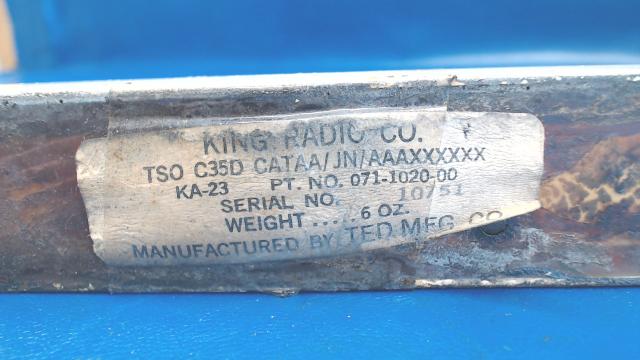 KING RADIO CO.
TSO C35D CATAA/JN/AAAXXXXXX
KA-23 PT. NO. 071-1020-00
SERIAL NO. 10751
WEIGHT .... 6 OZ.
MANUFACTURED BY TED MFG. CO.